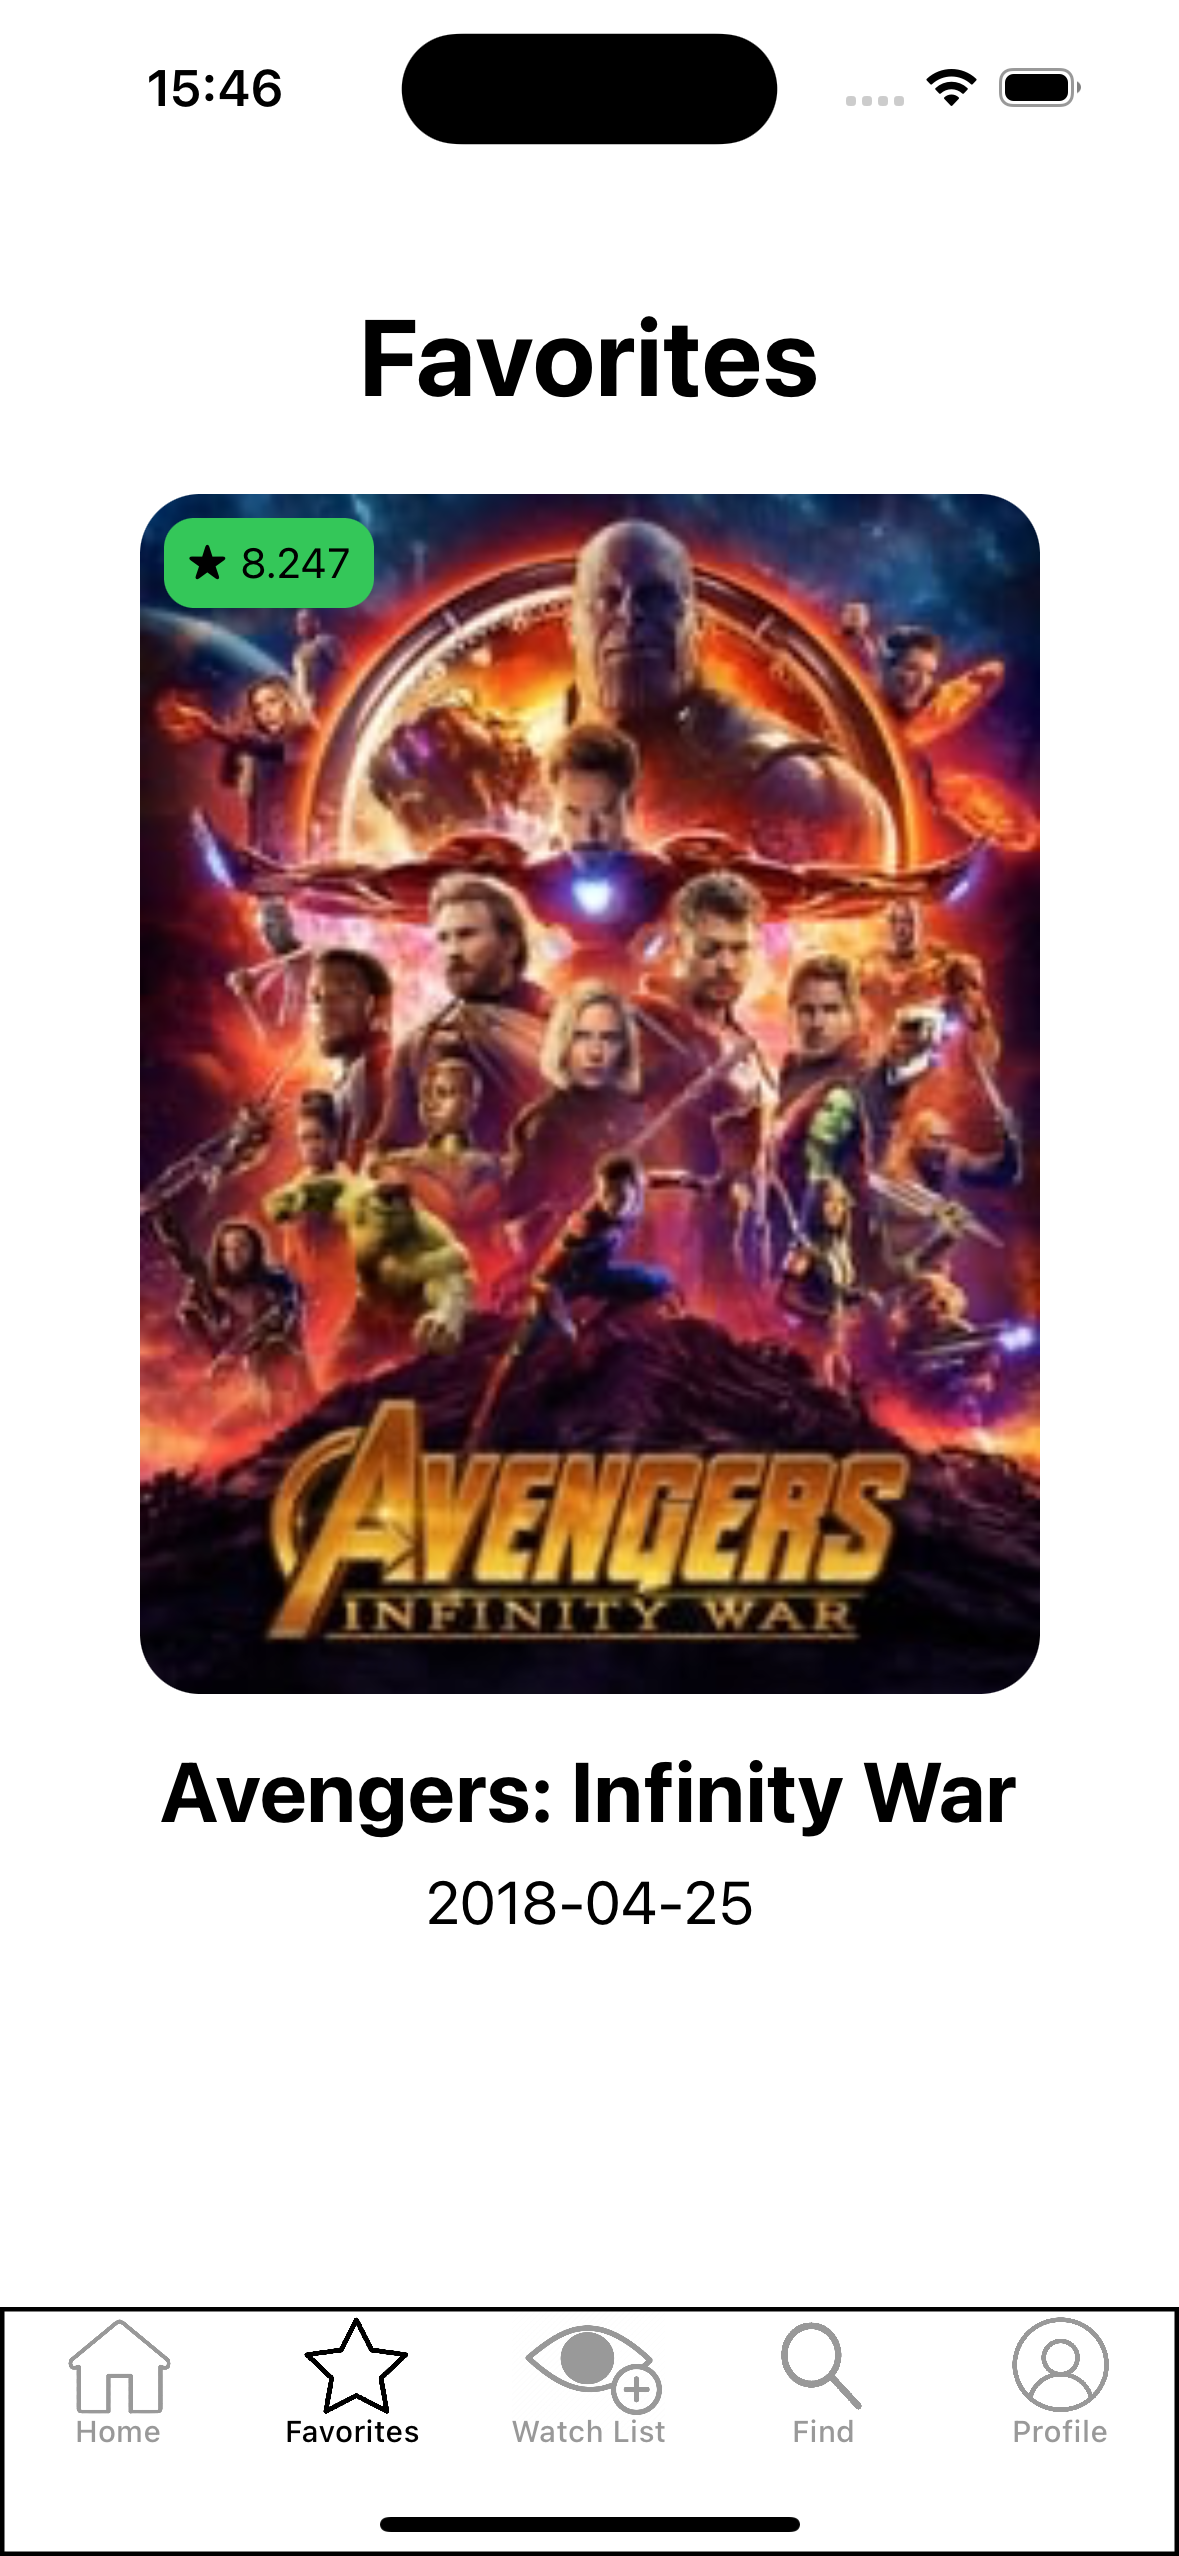 15:46
Favorites
★ 8.247
AVENGERS
INFINITY WAR
Avengers: Infinity War
2018-04-25
Home
Favorites
Watch List
Find
Profile